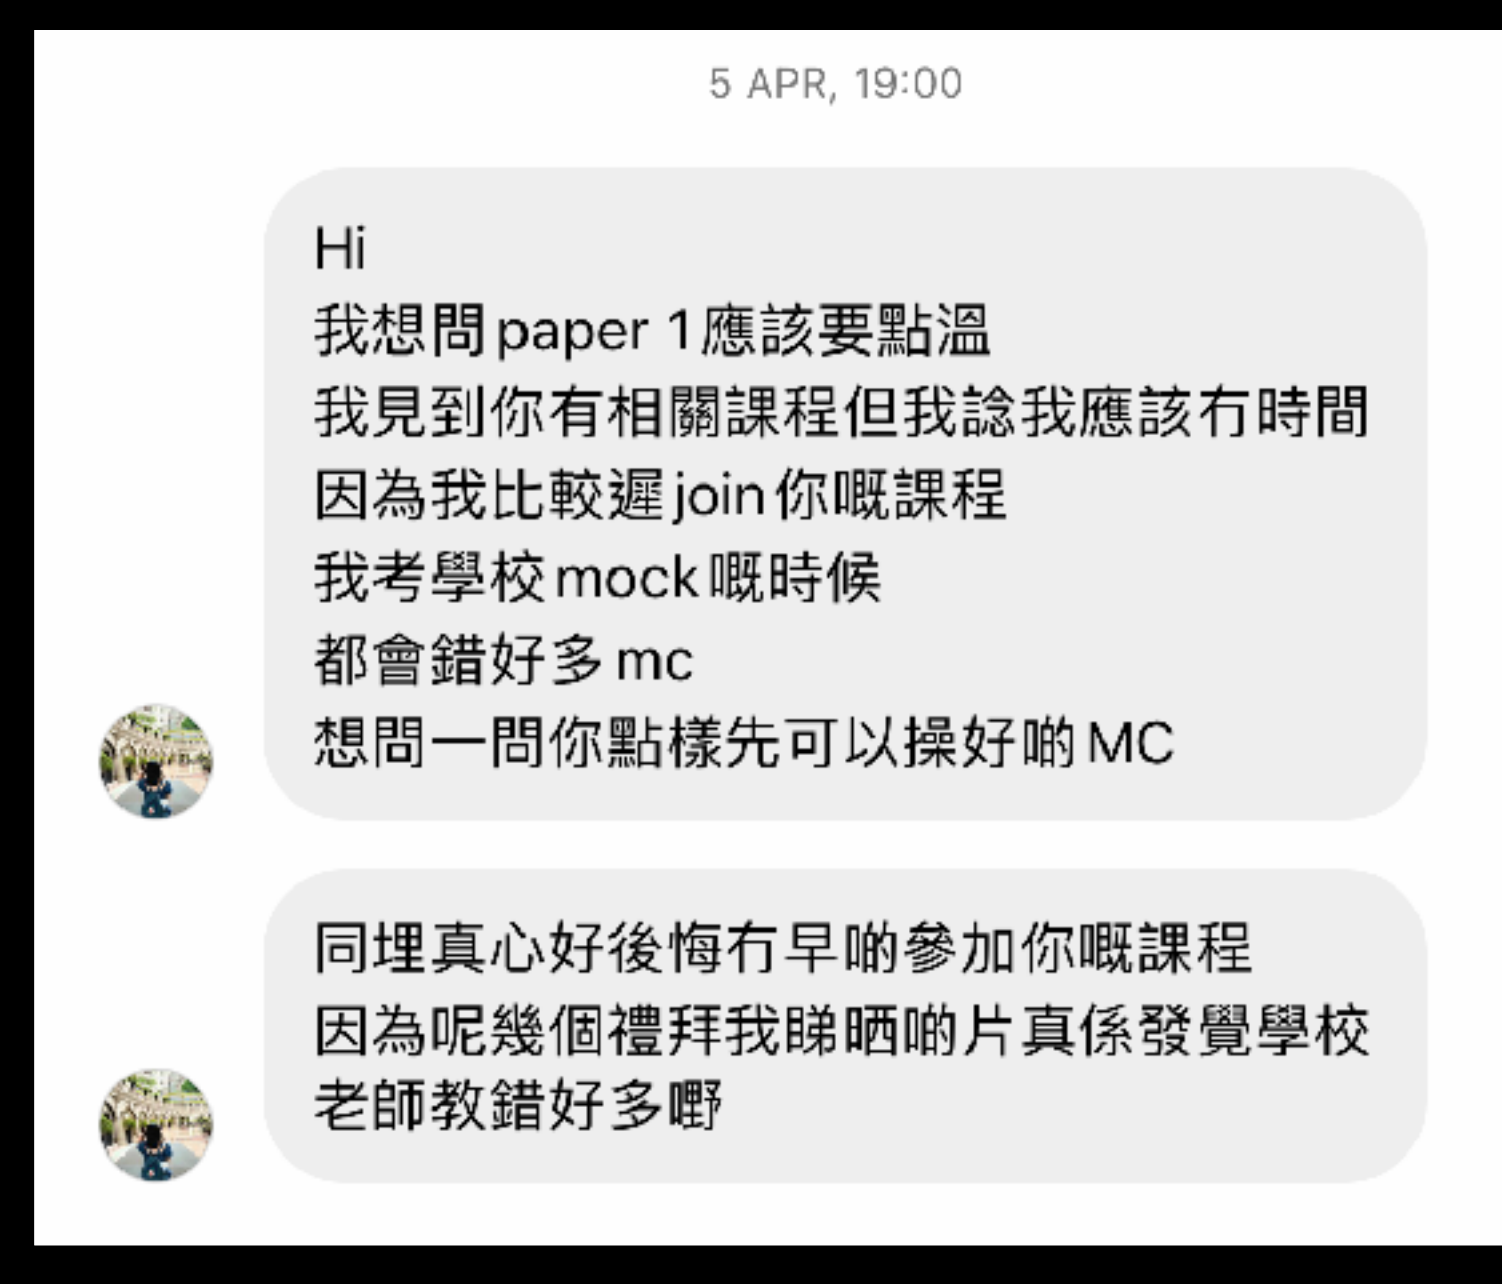 5 APR, 19:00
Hi
我想問paper 1應該要點溫
我見到你有相關課程但我諗我應該冇時間
因為我比較遲join你嘅課程
我考學校mock嘅時候
都會錯好多mc
想問一問你點樣先可以操好啲MC
同埋真心好後悔冇早啲參加你嘅課程
因為呢幾個禮拜我睇晒啲片真係發覺學校
老師教錯好多嘢